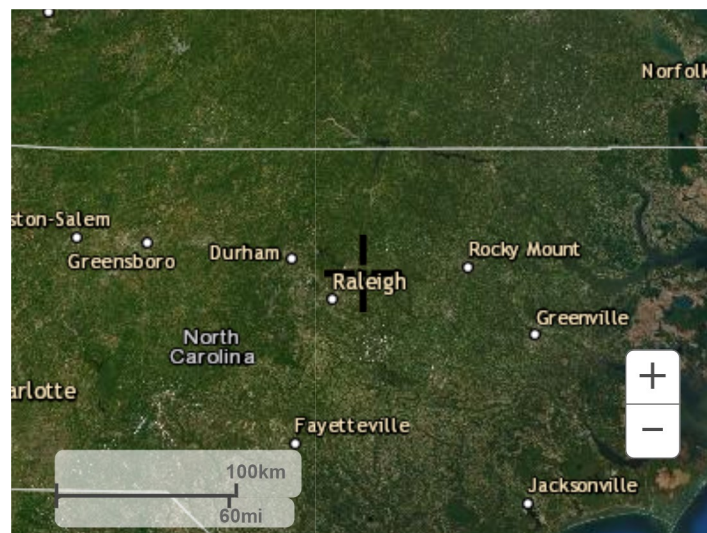 Norfolk
ston-Salem
Greensboro
Durham
Rocky Mount
Raleigh
Greenville
North
Carolina
arlotte
Fayetteville
Jacksonville
100km
60mi
+
−